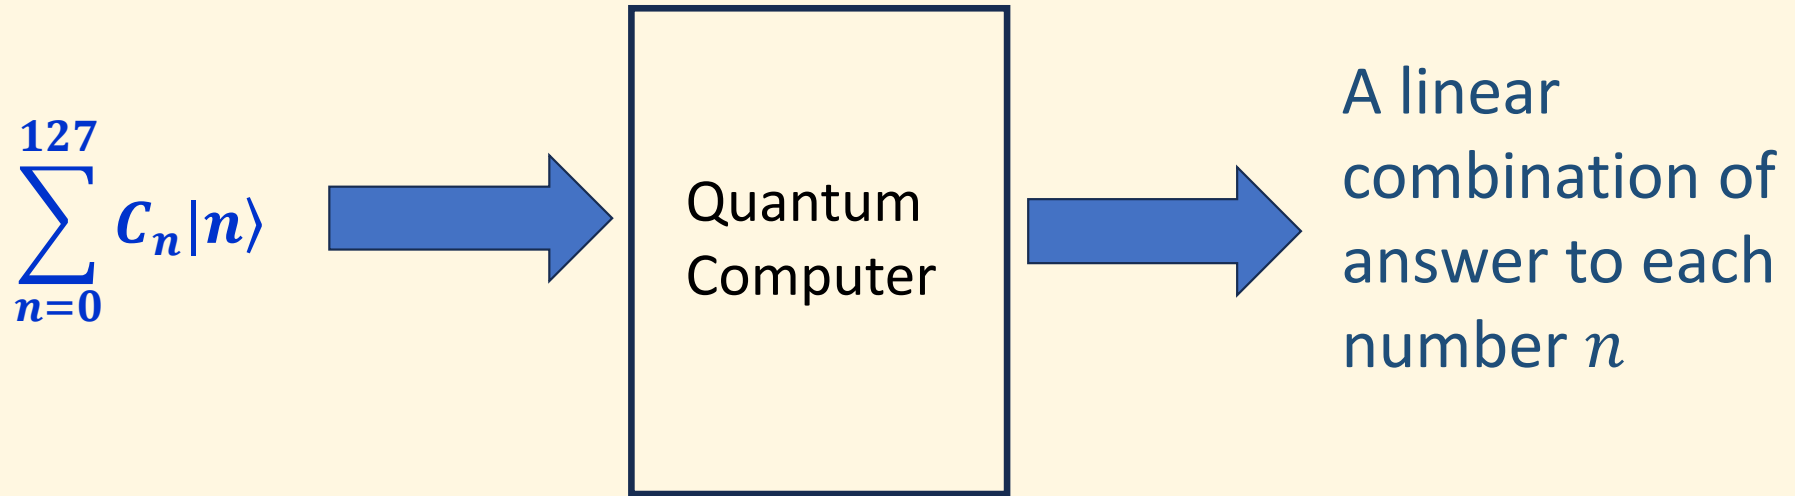 127
∑ Cₙ|n⟩
n=0
Quantum
Computer
A linear
combination of
answer to each
number n